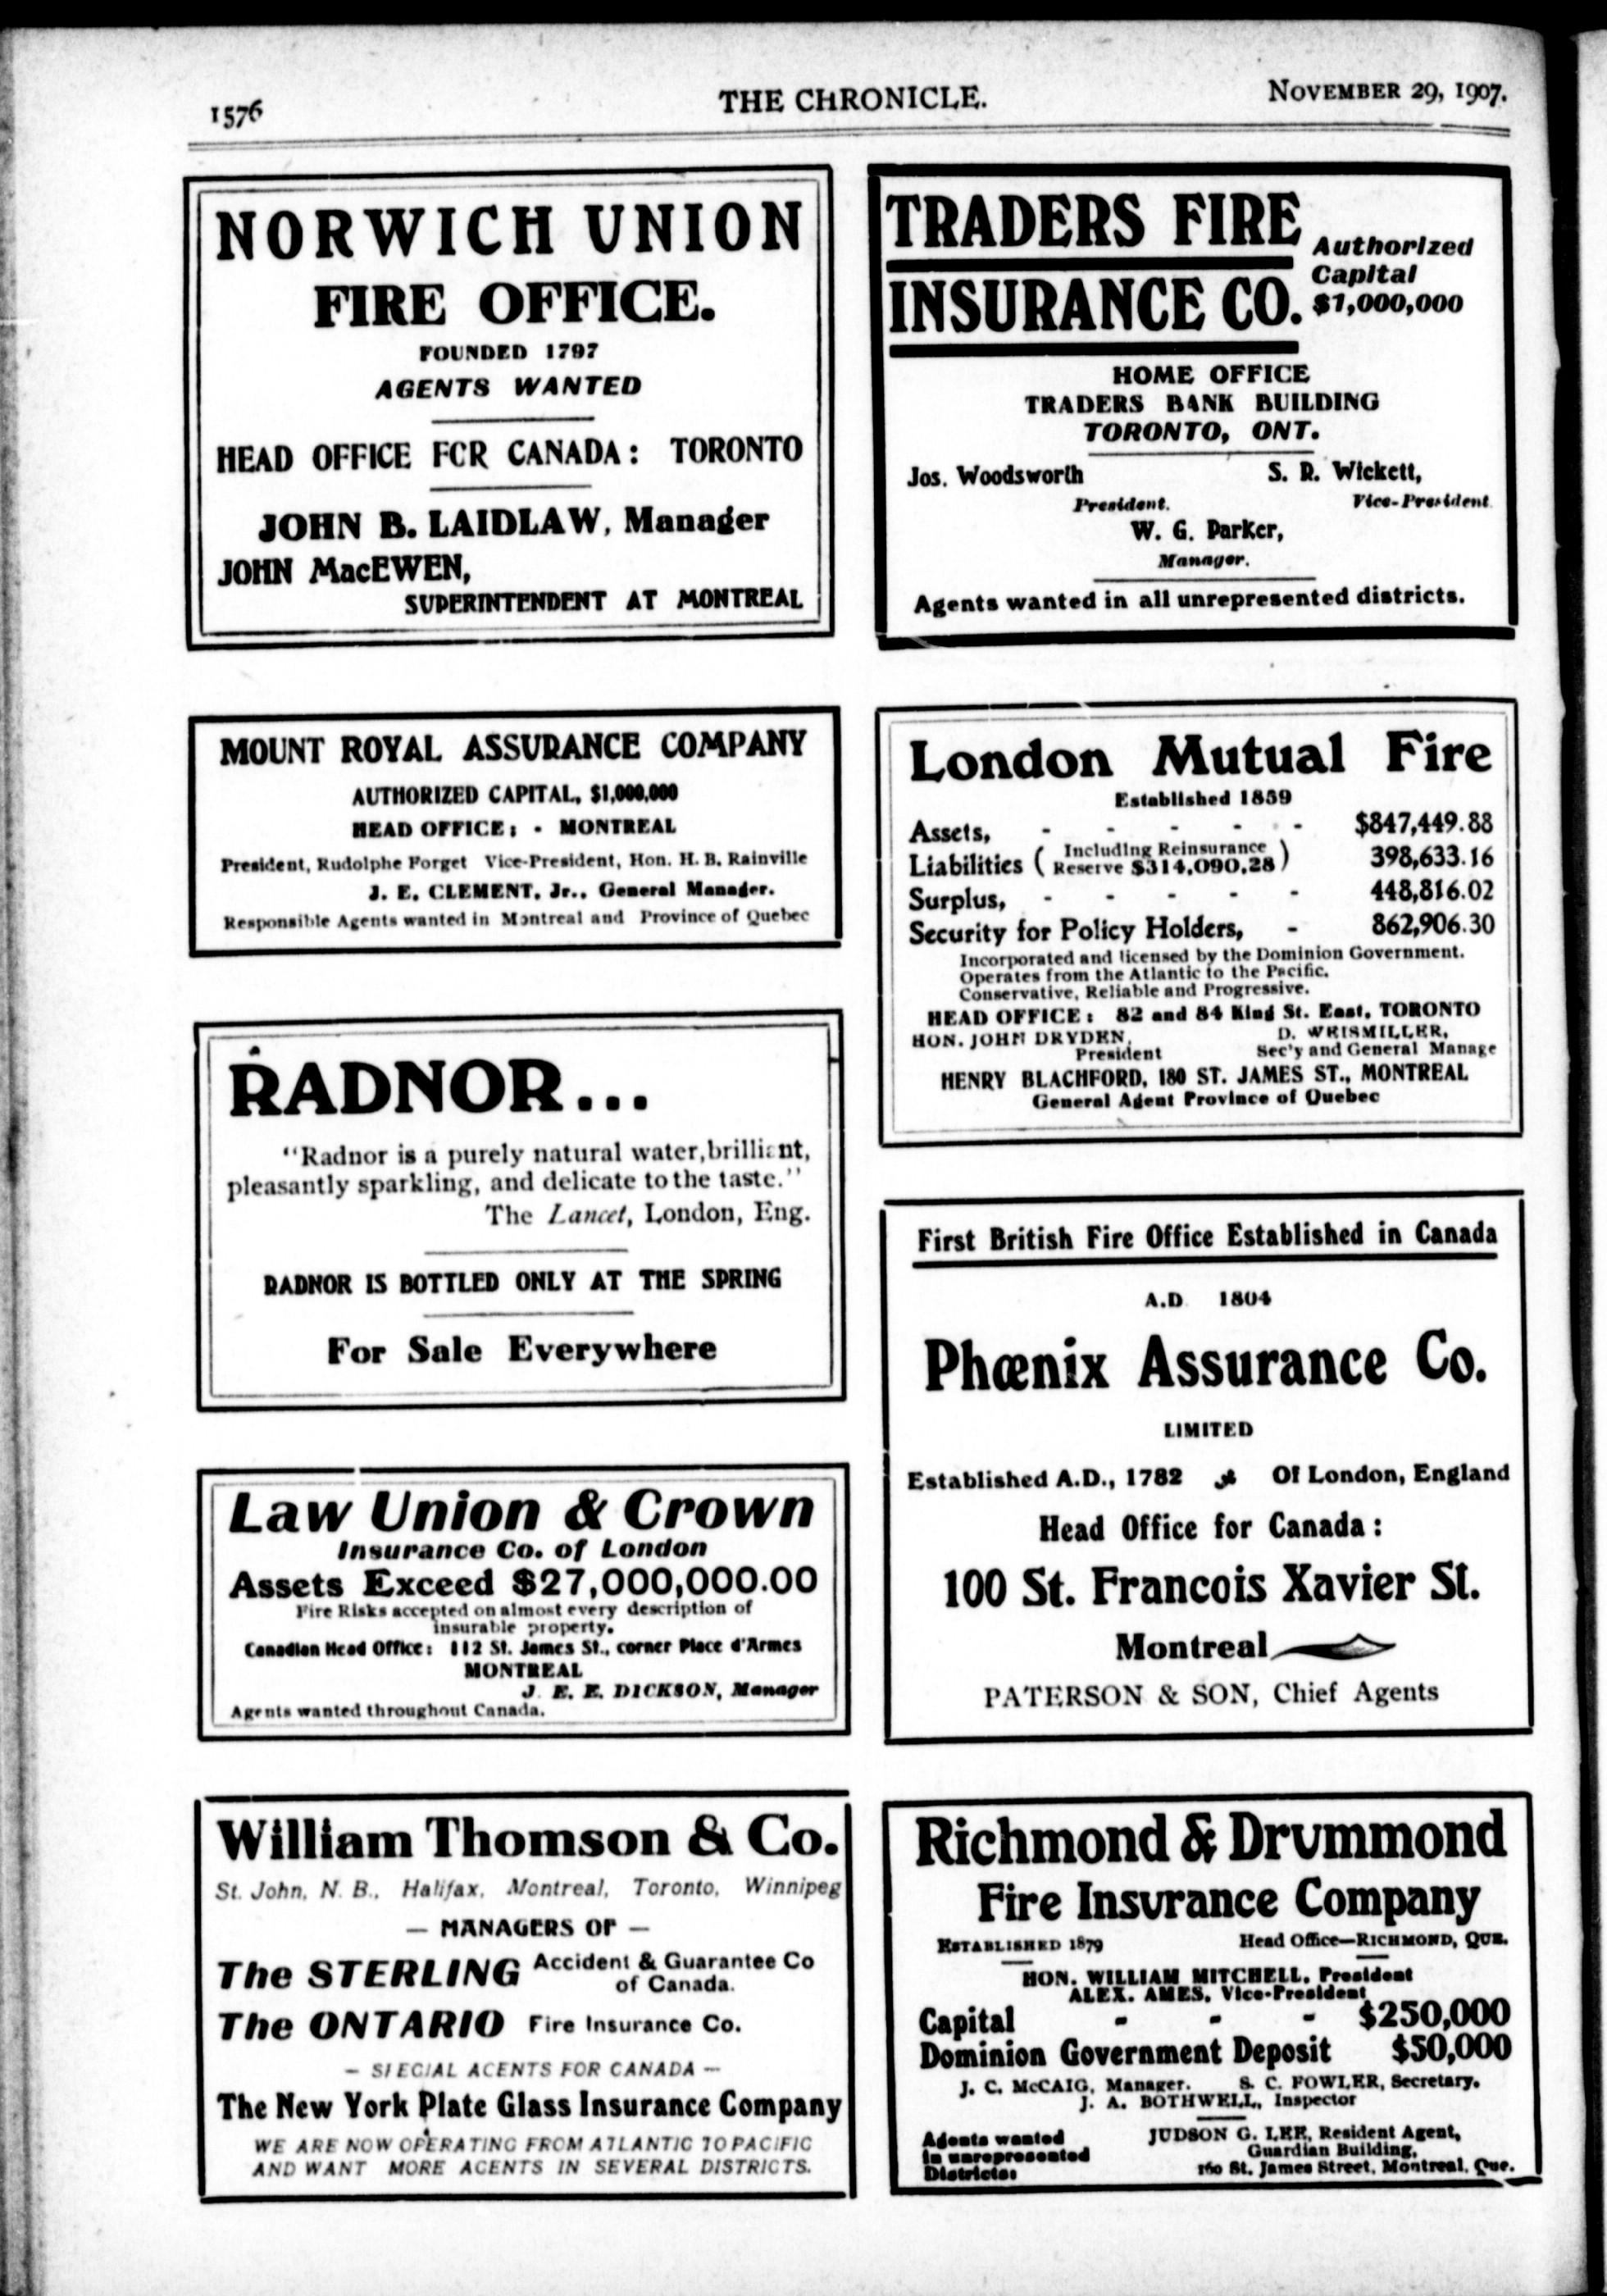 1576
THE CHRONICLE.
NOVEMBER 29, 1907.
NORWICH UNION
FIRE OFFICE.
FOUNDED 1797
AGENTS WANTED
HEAD OFFICE FOR CANADA: TORONTO
JOHN B. LAIDLAW, Manager
JOHN MacEWEN,
SUPERINTENDENT AT MONTREAL
MOUNT ROYAL ASSURANCE COMPANY
AUTHORIZED CAPITAL, $1,000,000
HEAD OFFICE: - MONTREAL
President, Rudolphe Forget Vice-President, Hon. H. B. Rainville
J. E. CLEMENT, Jr., General Manager.
Responsible Agents wanted in Montreal and Province of Quebec
RADNOR...
"Radnor is a purely natural water, brilliant,
pleasantly sparkling, and delicate to the taste."
The Lancet, London, Eng.
RADNOR IS BOTTLED ONLY AT THE SPRING
For Sale Everywhere
Law Union & Crown
Insurance Co. of London
Assets Exceed $27,000,000.00
Fire Risks accepted on almost every description of
insurable property.
Canadian Head Office: 112 St. James St., corner Place d'Armes
MONTREAL
J. E. E. DICKSON, Manager
Agents wanted throughout Canada.
William Thomson & Co.
St. John, N. B., Halifax, Montreal, Toronto, Winnipeg
— MANAGERS OF —
The STERLING Accident & Guarantee Co
of Canada.
The ONTARIO Fire Insurance Co.
— SPECIAL AGENTS FOR CANADA —
The New York Plate Glass Insurance Company
WE ARE NOW OPERATING FROM ATLANTIC TO PACIFIC
AND WANT MORE AGENTS IN SEVERAL DISTRICTS.
TRADERS FIRE
INSURANCE CO.
Authorized
Capital
$1,000,000
HOME OFFICE
TRADERS BANK BUILDING
TORONTO, ONT.
Jos. Woodsworth S. R. Wickett,
President. Vice-President
W. G. Parker,
Manager.
Agents wanted in all unrepresented districts.
London Mutual Fire
Established 1859
Assets, - - - - - $847,449.88
Liabilities ( Including Reinsurance
Reserve $314,090,28 ) 398,633.16
Surplus, - - - - - 448,816.02
Security for Policy Holders, - 862,906.30
Incorporated and licensed by the Dominion Government.
Operates from the Atlantic to the Pacific.
Conservative, Reliable and Progressive.
HEAD OFFICE: 82 and 84 King St. East, TORONTO
HON. JOHN DRYDEN, D. WEISMILLER,
President Sec'y and General Manage
HENRY BLACHFORD, 180 ST. JAMES ST., MONTREAL
General Agent Province of Quebec
First British Fire Office Established in Canada
A.D 1804
Phœnix Assurance Co.
LIMITED
Established A.D., 1782 Of London, England
Head Office for Canada:
100 St. Francois Xavier St.
Montreal
PATERSON & SON, Chief Agents
Richmond & Drummond
Fire Insurance Company
ESTABLISHED 1879 Head Office—RICHMOND, QUE.
HON. WILLIAM MITCHELL, President
ALEX. AMES, Vice-President
Capital - - - $250,000
Dominion Government Deposit $50,000
J. C. McCAIG, Manager. S. C. FOWLER, Secretary.
J. A. BOTHWELL, Inspector
Agents wanted
in unrepresented
Districts:
JUDSON G. LEE, Resident Agent,
Guardian Building,
160 St. James Street, Montreal, Que.